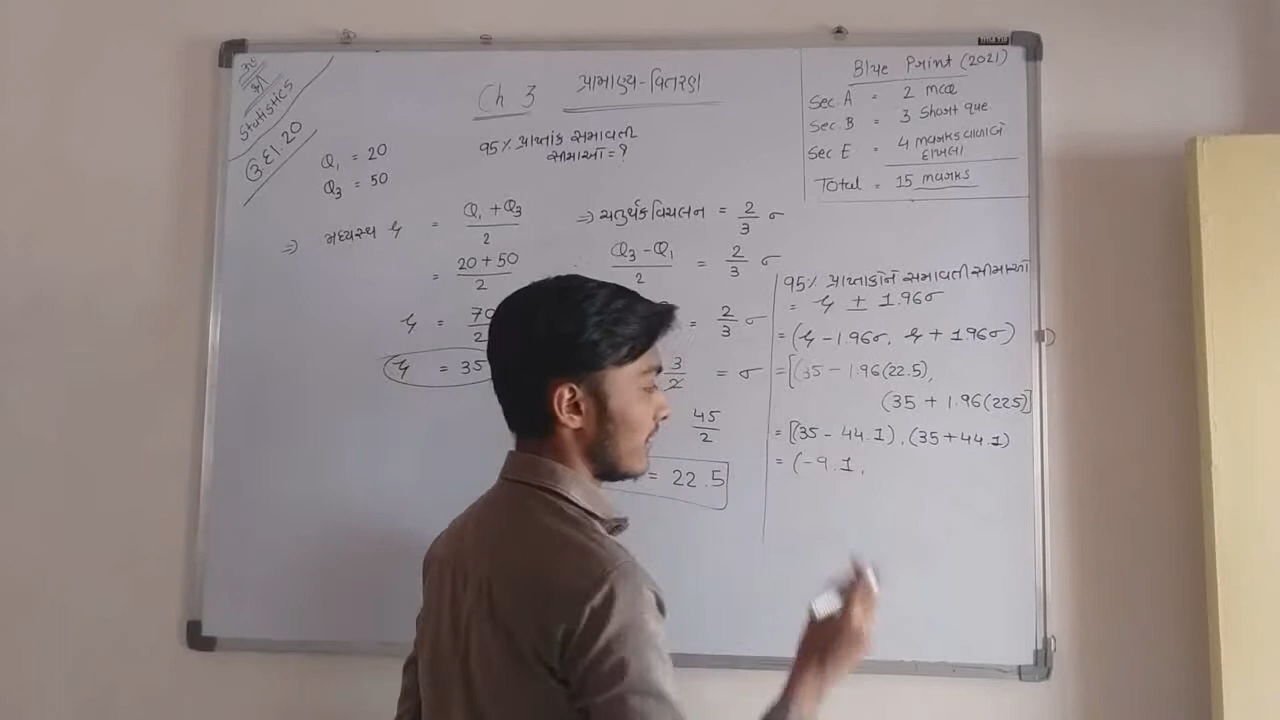 Statistics
૩.દા.20
Ch 3 પ્રામાણ્ય-વિતરણ
Blue Print (2021)
Sec.A = 2 mcq
Sec.B = 3 Short que
Sec E = 4 marks વાળા બે
દાખલા
Total = 15 marks
Q₁ = 20
Q₃ = 50
95% પ્રાપ્તાંક સમાવતી
સીમાઓ = ?
⇒ મધ્યસ્થ μ = Q₁ + Q₃ / 2
= 20 + 50 / 2
μ = 70 / 2
μ = 35
⇒ ચતુર્થક વિચલન = 2/3 σ
Q₃ - Q₁ / 2 = 2/3 σ
= 2/3 σ
3/2 = σ
45/2
= 22.5
95% પ્રાપ્તાકોને સમાવતી સીમાઓ
= μ ± 1.96σ
= (μ - 1.96σ, μ + 1.96σ)
= [(35 - 1.96(22.5),
(35 + 1.96(22.5)]
= [(35 - 44.1), (35 + 44.1)
= (-9.1,